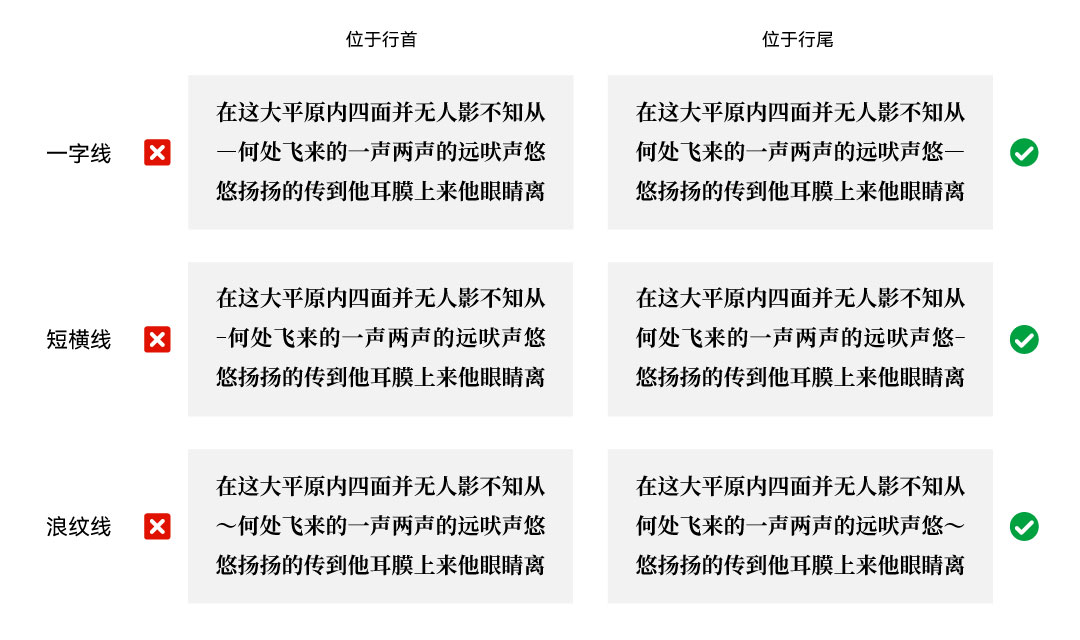 位于行首
位于行尾
一字线
在这大平原内四面并无人影不知从
—何处飞来的一声两声的远吠声悠
悠扬扬的传到他耳膜上来他眼睛离
在这大平原内四面并无人影不知从
何处飞来的一声两声的远吠声悠—
悠扬扬的传到他耳膜上来他眼睛离
短横线
在这大平原内四面并无人影不知从
-何处飞来的一声两声的远吠声悠
悠扬扬的传到他耳膜上来他眼睛离
在这大平原内四面并无人影不知从
何处飞来的一声两声的远吠声悠-
悠扬扬的传到他耳膜上来他眼睛离
浪纹线
在这大平原内四面并无人影不知从
～何处飞来的一声两声的远吠声悠
悠扬扬的传到他耳膜上来他眼睛离
在这大平原内四面并无人影不知从
何处飞来的一声两声的远吠声悠～
悠扬扬的传到他耳膜上来他眼睛离